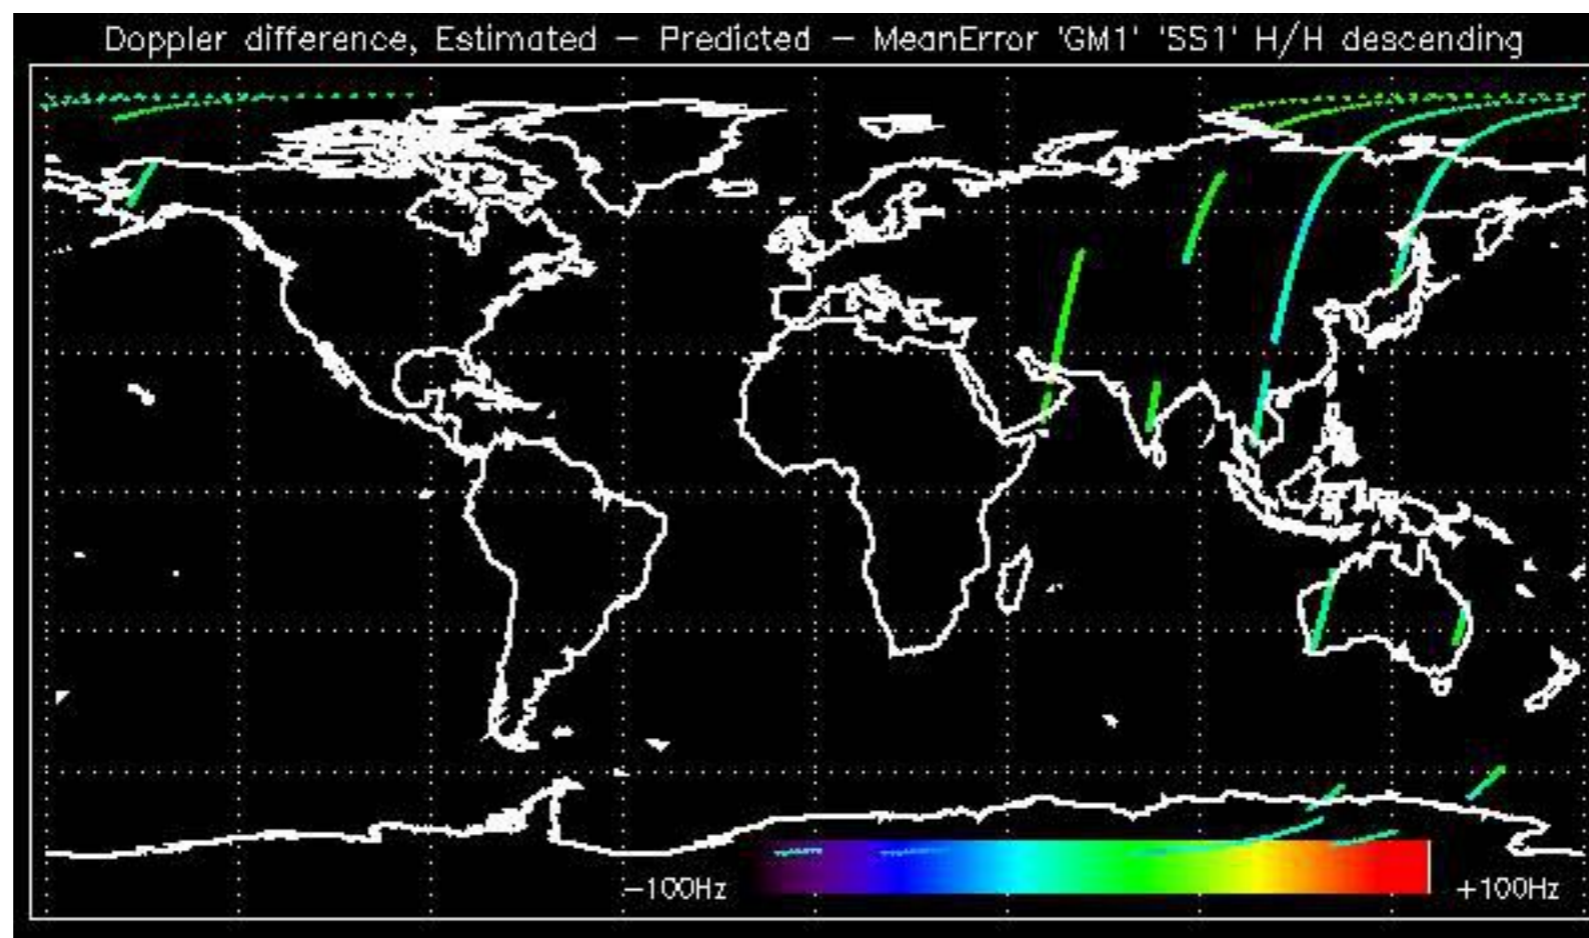 Doppler difference, Estimated – Predicted – MeanError 'GM1' 'SS1' H/H descending
–100Hz +100Hz